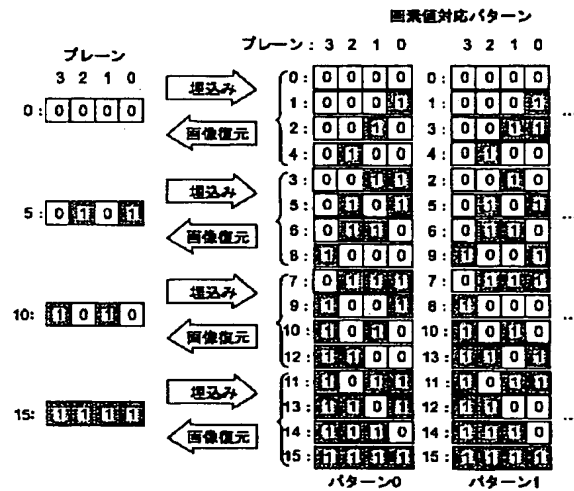 画素値対応パターン
プレーン
3 2 1 0
プレーン: 3 2 1 0
3 2 1 0
0: 0 0 0 0
埋込み
画像復元
0: 0 0 0 0
1: 0 0 0 1
2: 0 0 1 0
4: 0 1 0 0
0: 0 0 0 0
1: 0 0 0 1
3: 0 0 1 1
4: 0 1 0 0
...
5: 0 1 0 1
埋込み
画像復元
3: 0 0 1 1
5: 0 1 0 1
6: 0 1 1 0
8: 1 0 0 0
2: 0 0 1 0
5: 0 1 0 1
6: 0 1 1 0
9: 1 0 0 1
...
10: 1 0 1 0
埋込み
画像復元
7: 0 1 1 1
9: 1 0 0 1
10: 1 0 1 0
12: 1 1 0 0
7: 0 1 1 1
8: 1 0 0 0
10: 1 0 1 0
13: 1 1 0 1
...
15: 1 1 1 1
埋込み
画像復元
11: 1 0 1 1
13: 1 1 0 1
14: 1 1 1 0
15: 1 1 1 1
11: 1 0 1 1
12: 1 1 0 0
14: 1 1 1 0
15: 1 1 1 1
...
パターン0
パターン1